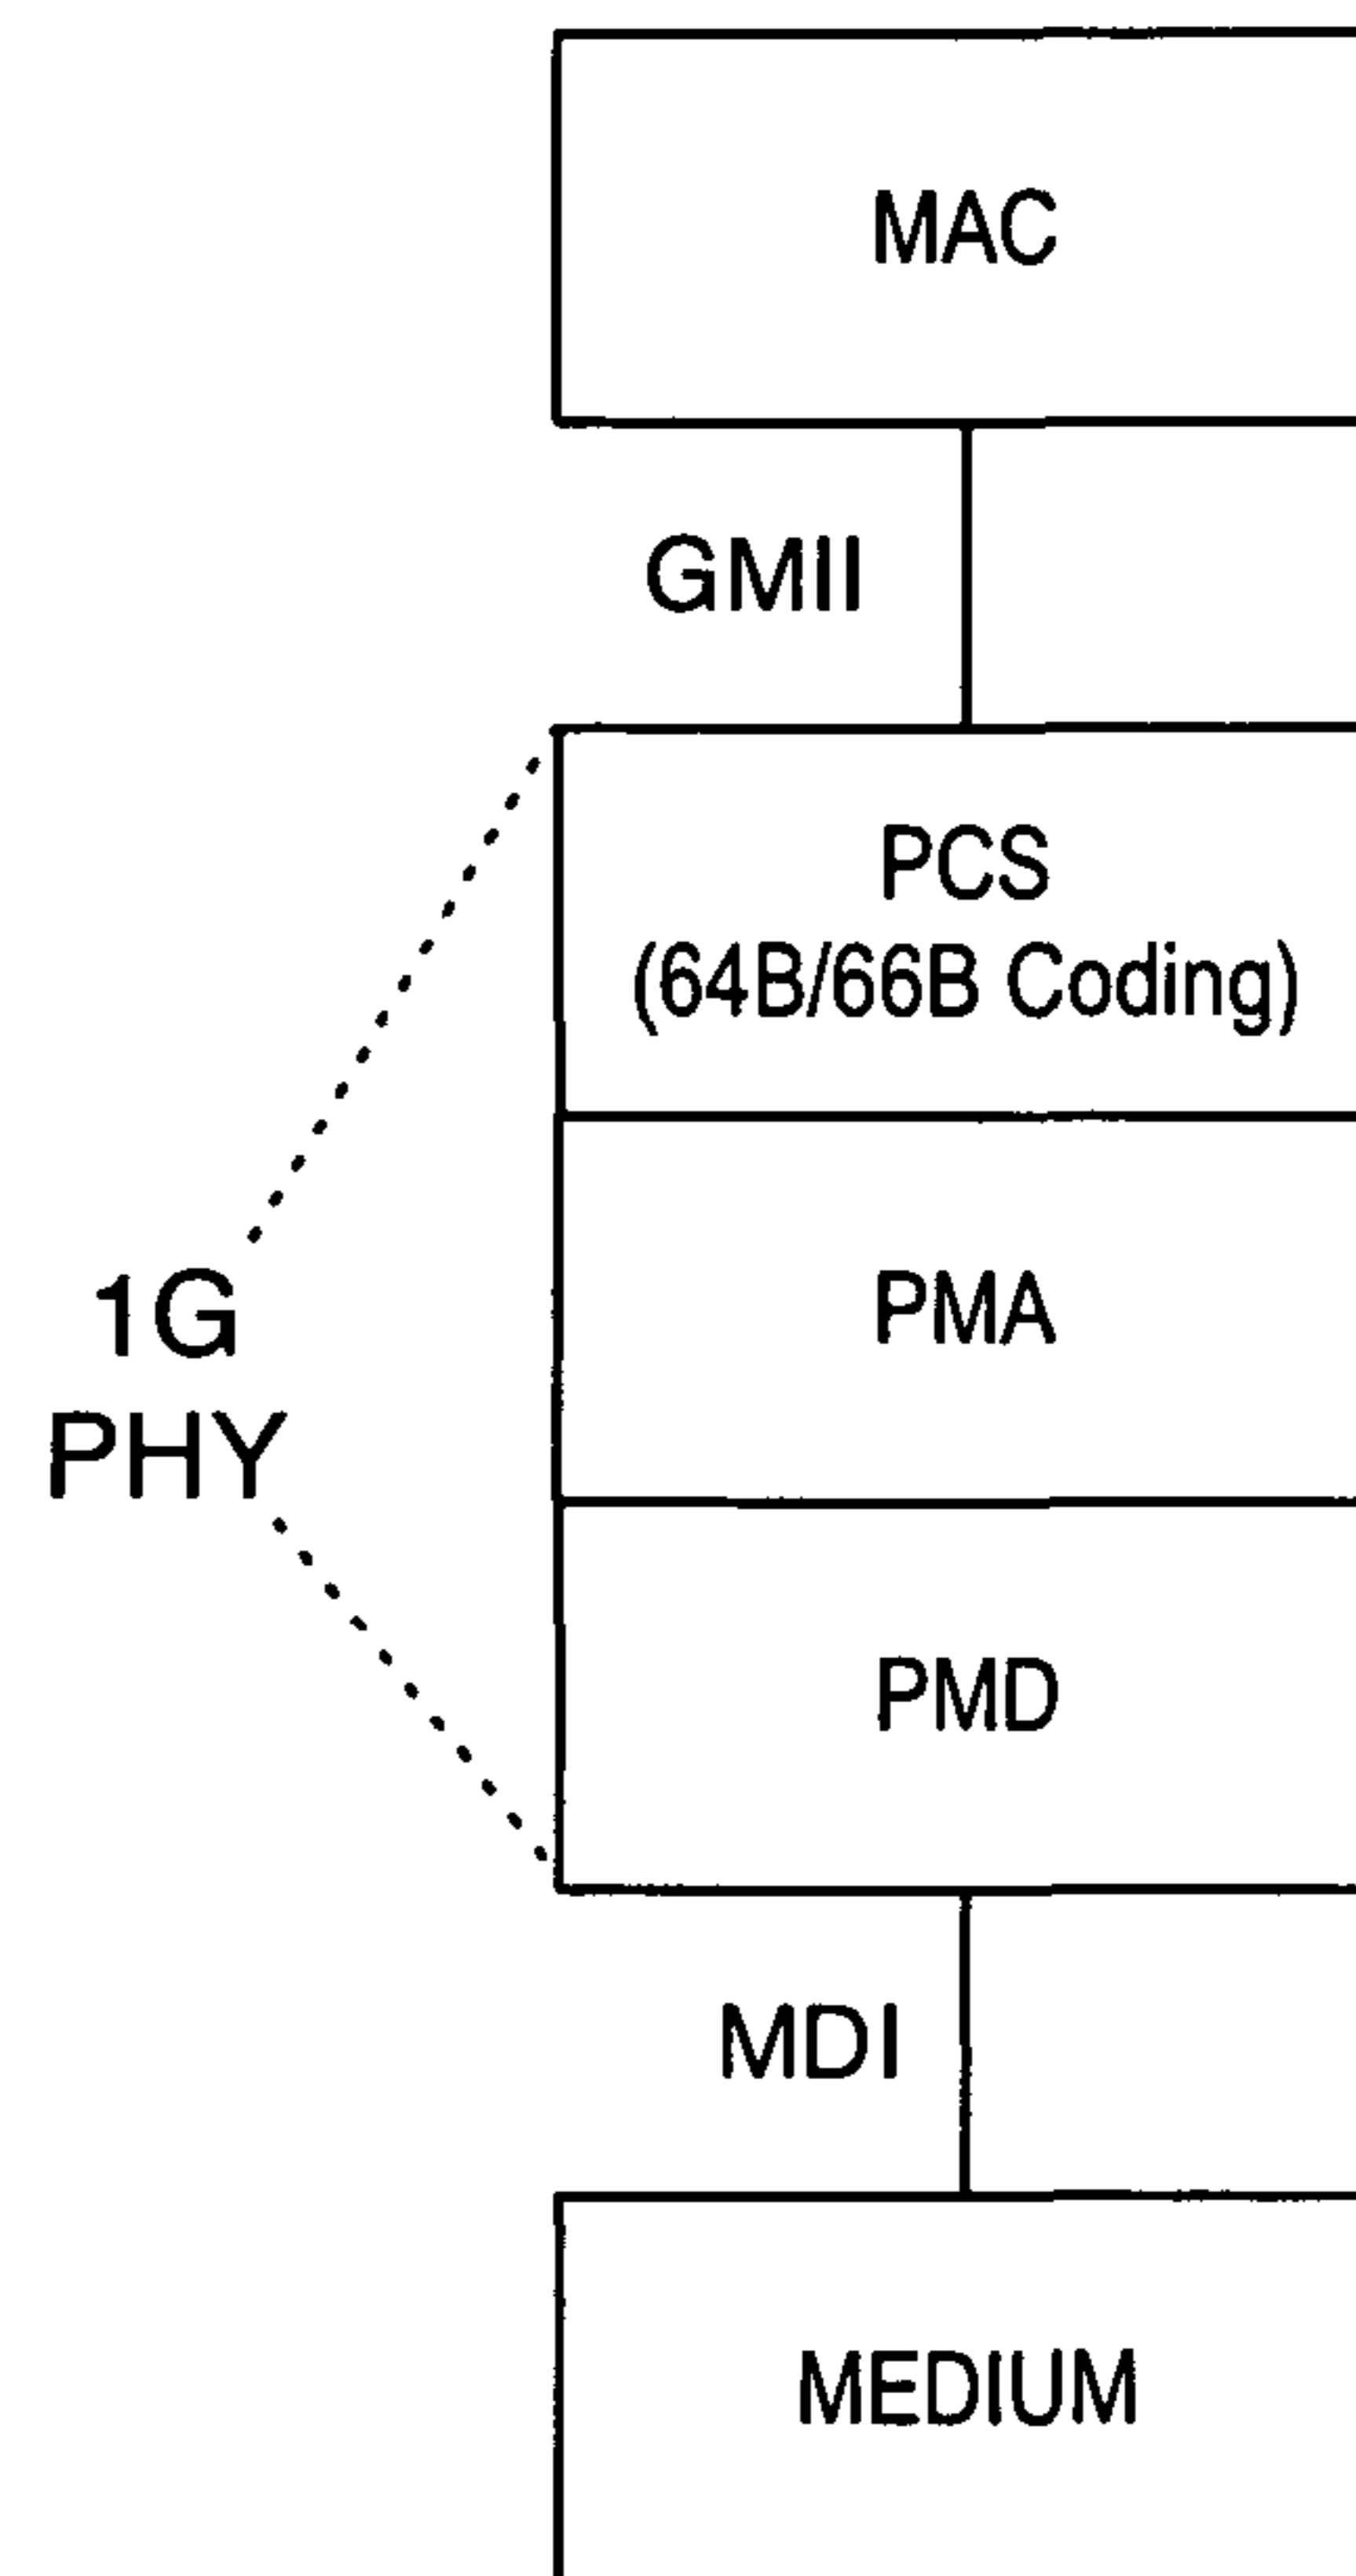 MAC
GMII
PCS
(64B/66B Coding)
PMA
1G
PHY
PMD
MDI
MEDIUM